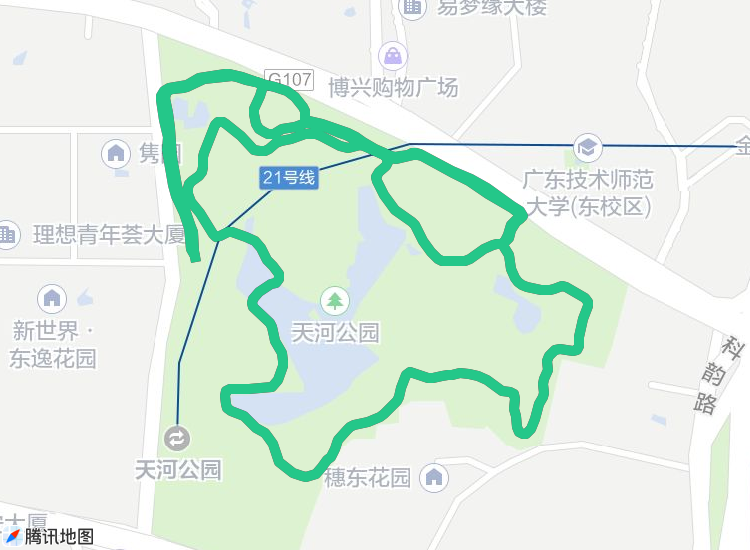 易梦缘大楼
G107
博兴购物广场
隽园
21号线
广东技术师范
大学(东校区)
理想青年荟大厦
新世界·
东逸花园
天河公园
科韵路
天河公园
穗东花园
大厦
腾讯地图